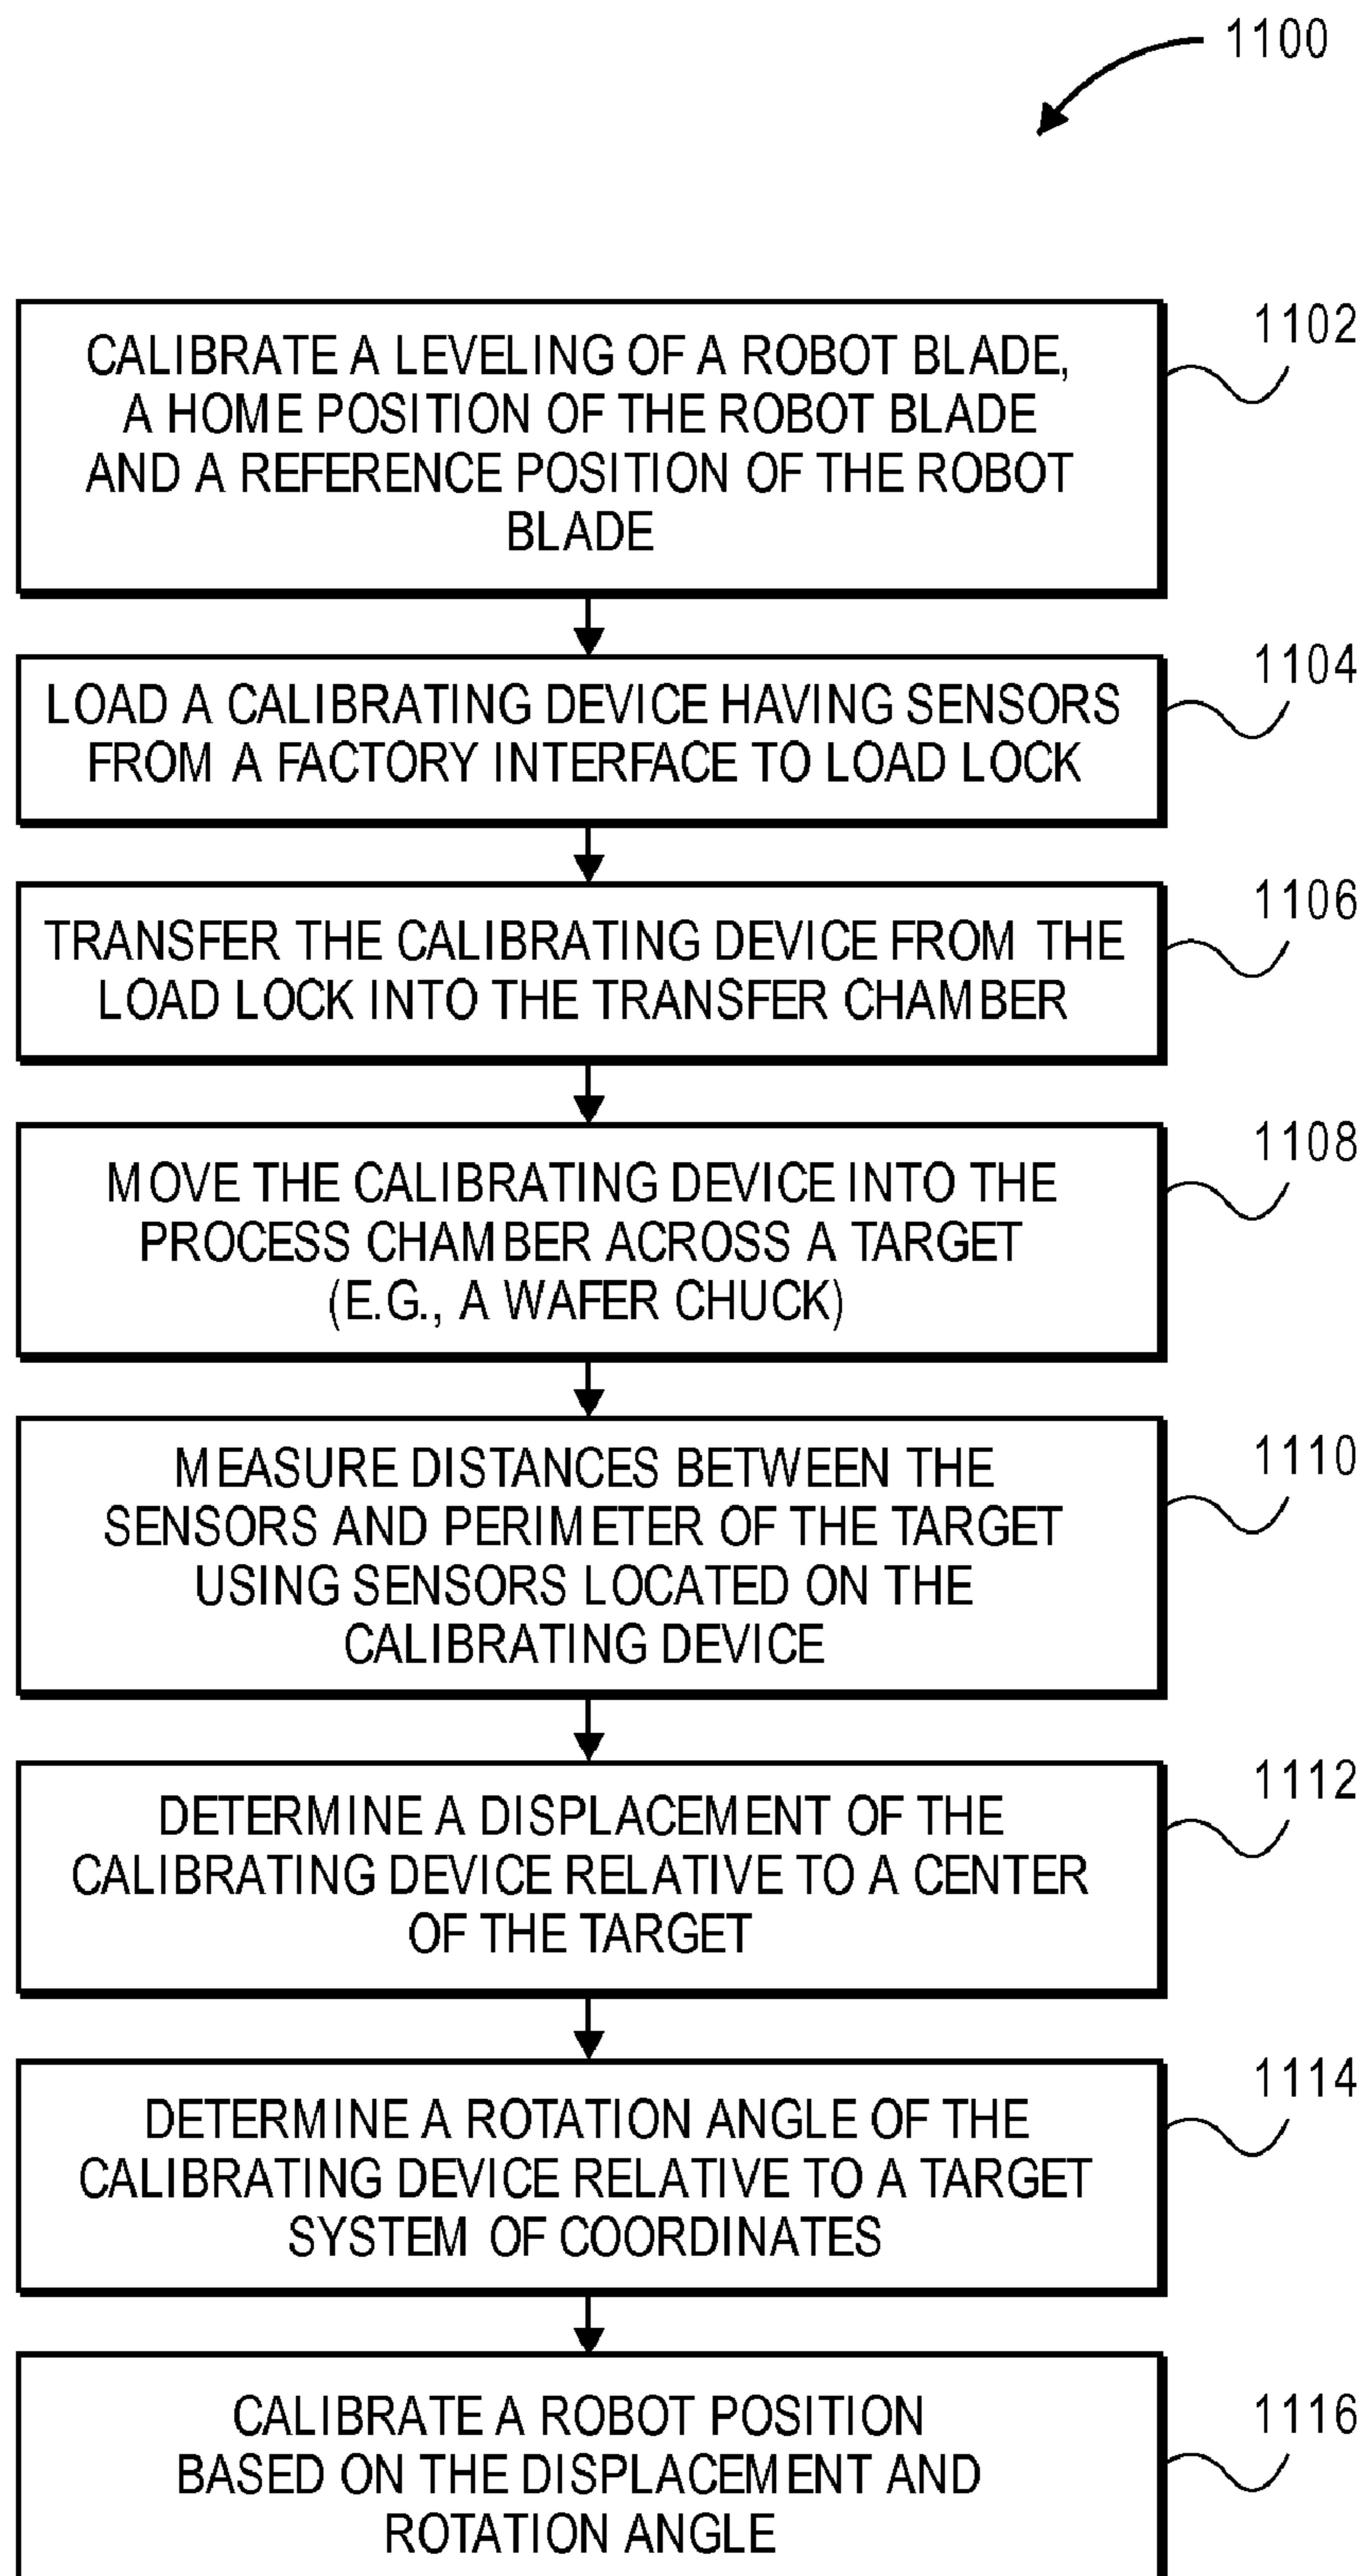 1100
1102
CALIBRATE A LEVELING OF A ROBOT BLADE,
A HOME POSITION OF THE ROBOT BLADE
AND A REFERENCE POSITION OF THE ROBOT
BLADE
1104
LOAD A CALIBRATING DEVICE HAVING SENSORS
FROM A FACTORY INTERFACE TO LOAD LOCK
1106
TRANSFER THE CALIBRATING DEVICE FROM THE
LOAD LOCK INTO THE TRANSFER CHAMBER
1108
MOVE THE CALIBRATING DEVICE INTO THE
PROCESS CHAMBER ACROSS A TARGET
(E.G., A WAFER CHUCK)
1110
MEASURE DISTANCES BETWEEN THE
SENSORS AND PERIMETER OF THE TARGET
USING SENSORS LOCATED ON THE
CALIBRATING DEVICE
1112
DETERMINE A DISPLACEMENT OF THE
CALIBRATING DEVICE RELATIVE TO A CENTER
OF THE TARGET
1114
DETERMINE A ROTATION ANGLE OF THE
CALIBRATING DEVICE RELATIVE TO A TARGET
SYSTEM OF COORDINATES
1116
CALIBRATE A ROBOT POSITION
BASED ON THE DISPLACEMENT AND
ROTATION ANGLE